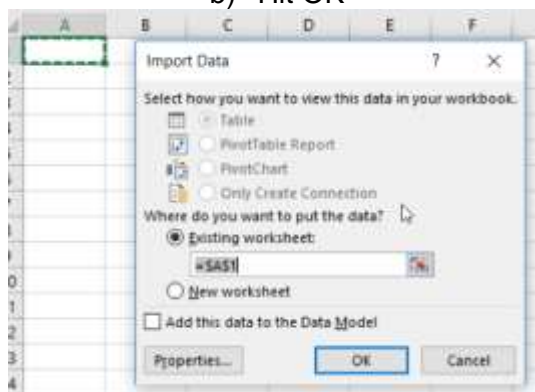 b) Hit OK
A B C D E F
Import Data ? ×
Select how you want to view this data in your workbook.
Table
PivotTable Report
PivotChart
Only Create Connection
Where do you want to put the data?
Existing worksheet:
=$A$1
New worksheet
Add this data to the Data Model
Properties... OK Cancel